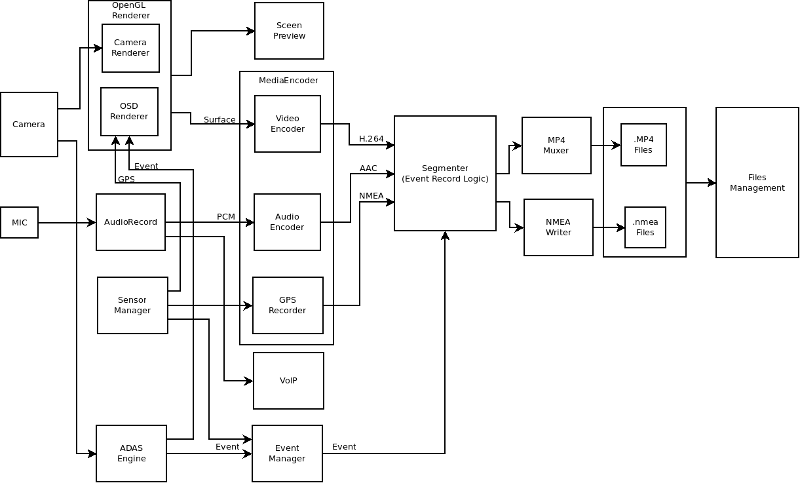 OpenGL
Renderer
Camera
Renderer
Sceen
Preview
MediaEncoder
OSD
Renderer
Camera
Surface
Video
Encoder
H.264
Segmenter
(Event Record Logic)
MP4
Muxer
.MP4
Files
Files
Management
Event
GPS
AAC
NMEA
MIC
AudioRecord
PCM
Audio
Encoder
NMEA
Writer
.nmea
Files
Sensor
Manager
GPS
Recorder
VoIP
ADAS
Engine
Event
Event
Manager
Event